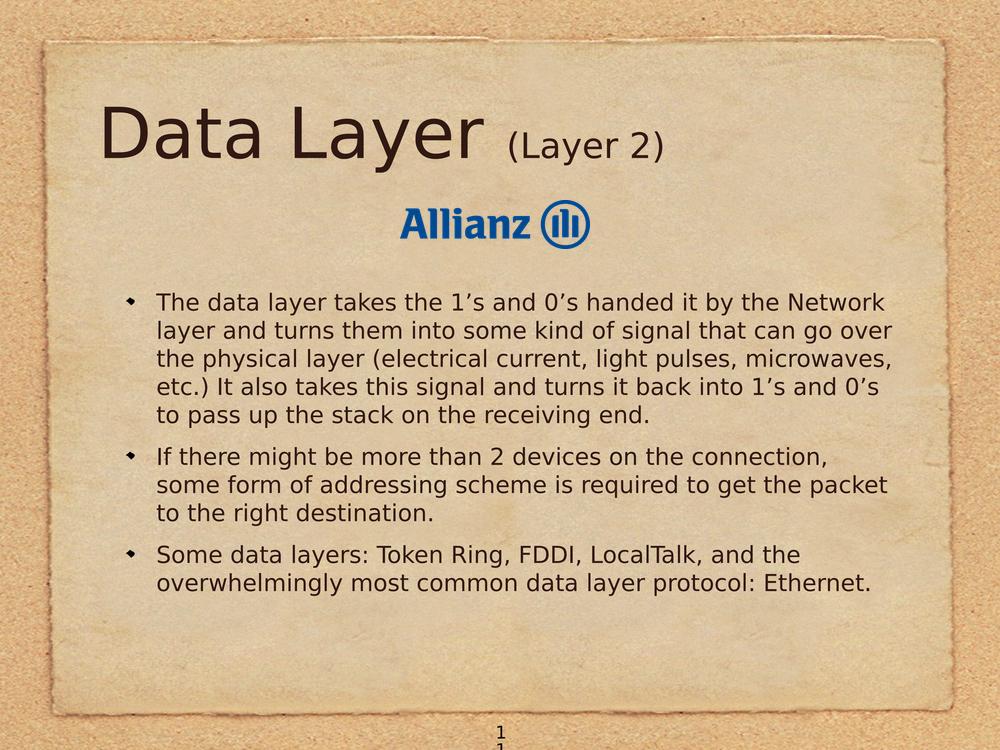 Data Layer (Layer 2)
Allianz
The data layer takes the 1’s and 0’s handed it by the Network
layer and turns them into some kind of signal that can go over
the physical layer (electrical current, light pulses, microwaves,
etc.) It also takes this signal and turns it back into 1’s and 0’s
to pass up the stack on the receiving end.
If there might be more than 2 devices on the connection,
some form of addressing scheme is required to get the packet
to the right destination.
Some data layers: Token Ring, FDDI, LocalTalk, and the
overwhelmingly most common data layer protocol: Ethernet.
1
1